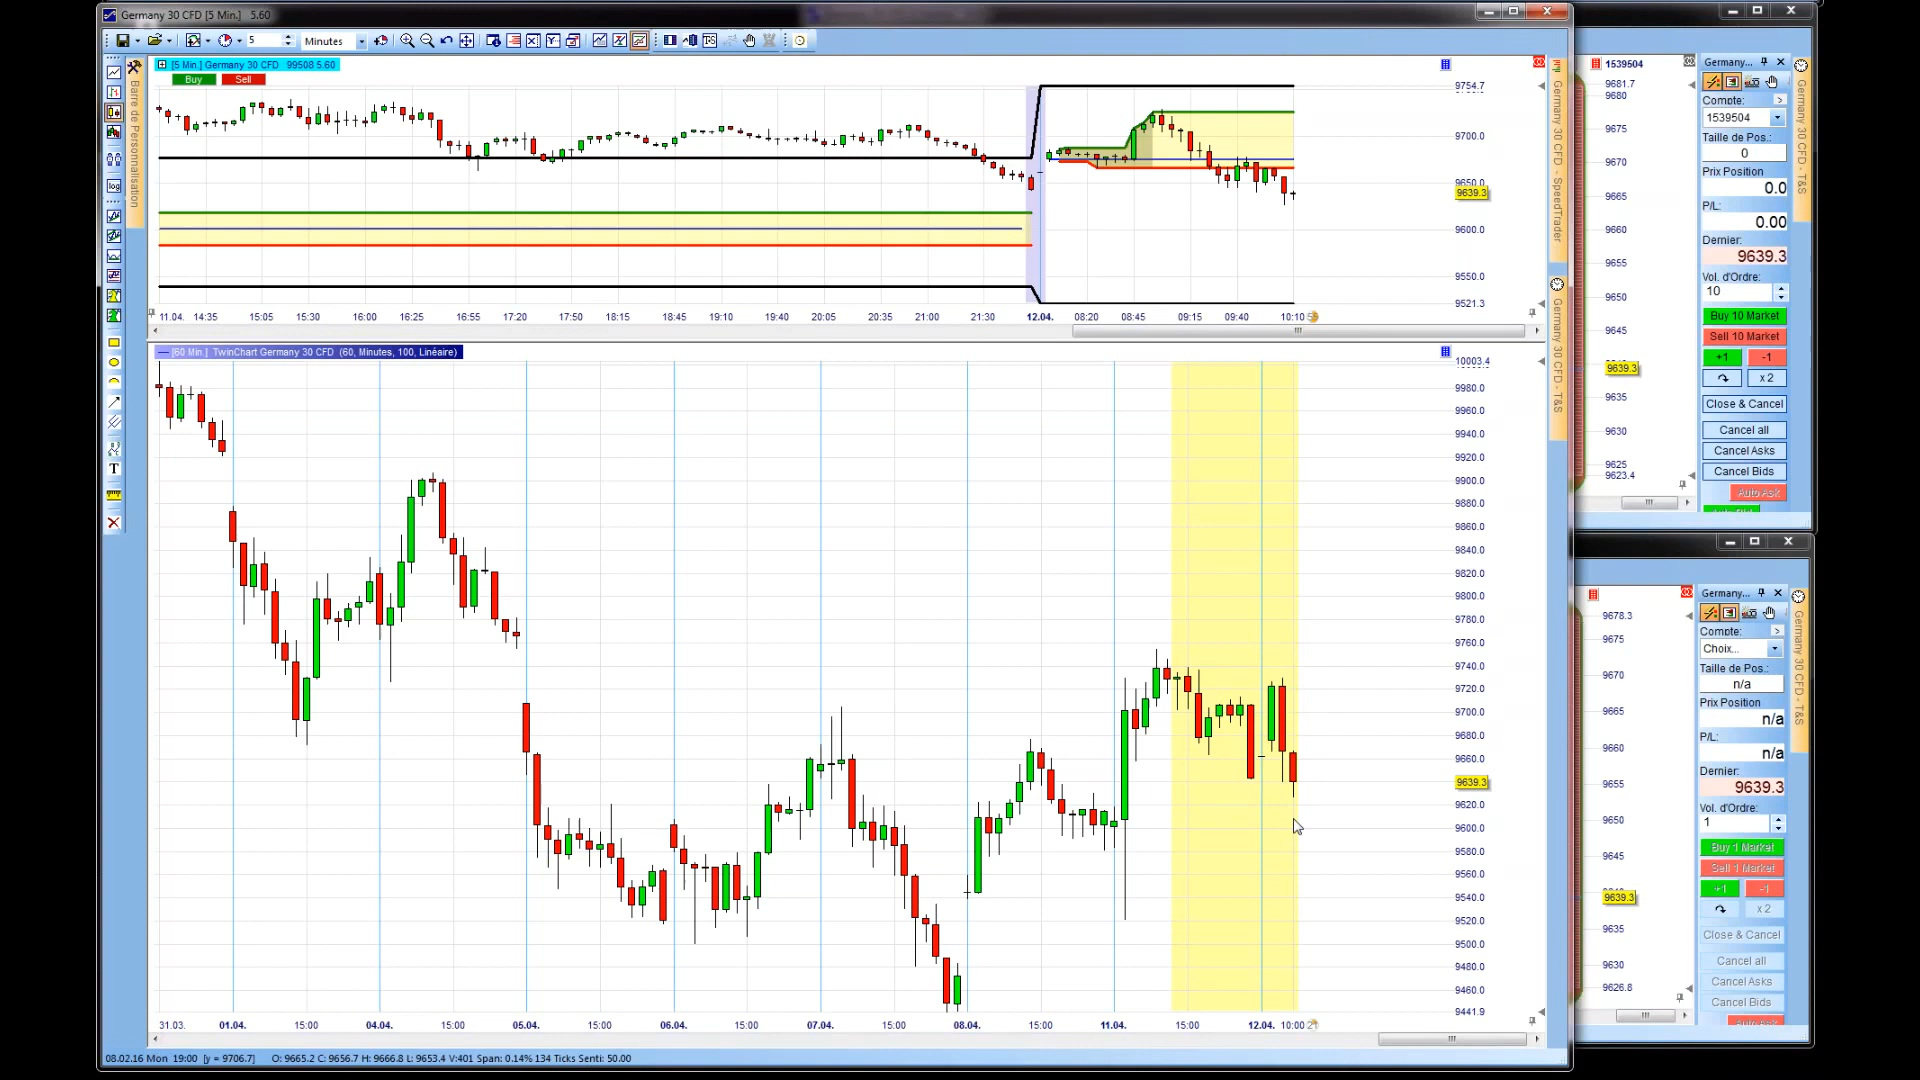 Germany 30 CFD [5 Min.] 5.60
5
Minutes
log
T
Barre de Personnalisation
[5 Min.] Germany 30 CFD 99508 5.60
Buy Sell
9754.7
9700.0
9650.0
9639.3
9600.0
9550.0
9521.3
11.04. 14:35 15:05 15:30 16:00 16:25 16:55 17:20 17:50 18:15 18:45 19:10 19:40 20:05 20:35 21:00 21:30 12.04. 08:20 08:45 09:15 09:40 10:10
[60 Min.] TwinChart Germany 30 CFD (60, Minutes, 100, Linéaire)
10003.4
9980.0
9960.0
9940.0
9920.0
9900.0
9880.0
9860.0
9840.0
9820.0
9800.0
9780.0
9760.0
9740.0
9720.0
9700.0
9680.0
9660.0
9639.3
9620.0
9600.0
9580.0
9560.0
9540.0
9520.0
9500.0
9480.0
9460.0
9441.9
31.03. 01.04. 15:00 04.04. 15:00 05.04. 15:00 06.04. 15:00 07.04. 15:00 08.04. 15:00 11.04. 15:00 12.04. 10:00
08.02.16 Mon 19:00 [y = 9706.7] O: 9665.2 C: 9656.7 H: 9666.8 L: 9653.4 V:401 Span: 0.14% 134 Ticks Senti: 50.00
Germany 30 CFD - SpeedTrader
Germany 30 CFD - T&S
1539504
9681.7
9680
9675
9670
9665
9660
9655
9650
9645
9639.3
9635
9630
9625
9623.4
Germany...
Compte:
1539504
Taille de Pos.:
0
Prix Position
0.0
P/L:
0.00
Dernier:
9639.3
Vol. d'Ordre:
10
Buy 10 Market
Sell 10 Market
+1 -1
x 2
Close & Cancel
Cancel all
Cancel Asks
Cancel Bids
Auto Ask
Germany 30 CFD - T&S
9678.3
9675
9670
9665
9660
9655
9650
9645
9639.3
9635
9630
9626.8
Germany...
Compte:
Choix...
Taille de Pos.:
n/a
Prix Position
n/a
P/L:
n/a
Dernier:
9639.3
Vol. d'Ordre:
1
Buy 1 Market
Sell 1 Market
+1 -1
x 2
Close & Cancel
Cancel all
Cancel Asks
Cancel Bids
Auto Ask
Germany 30 CFD - T&S